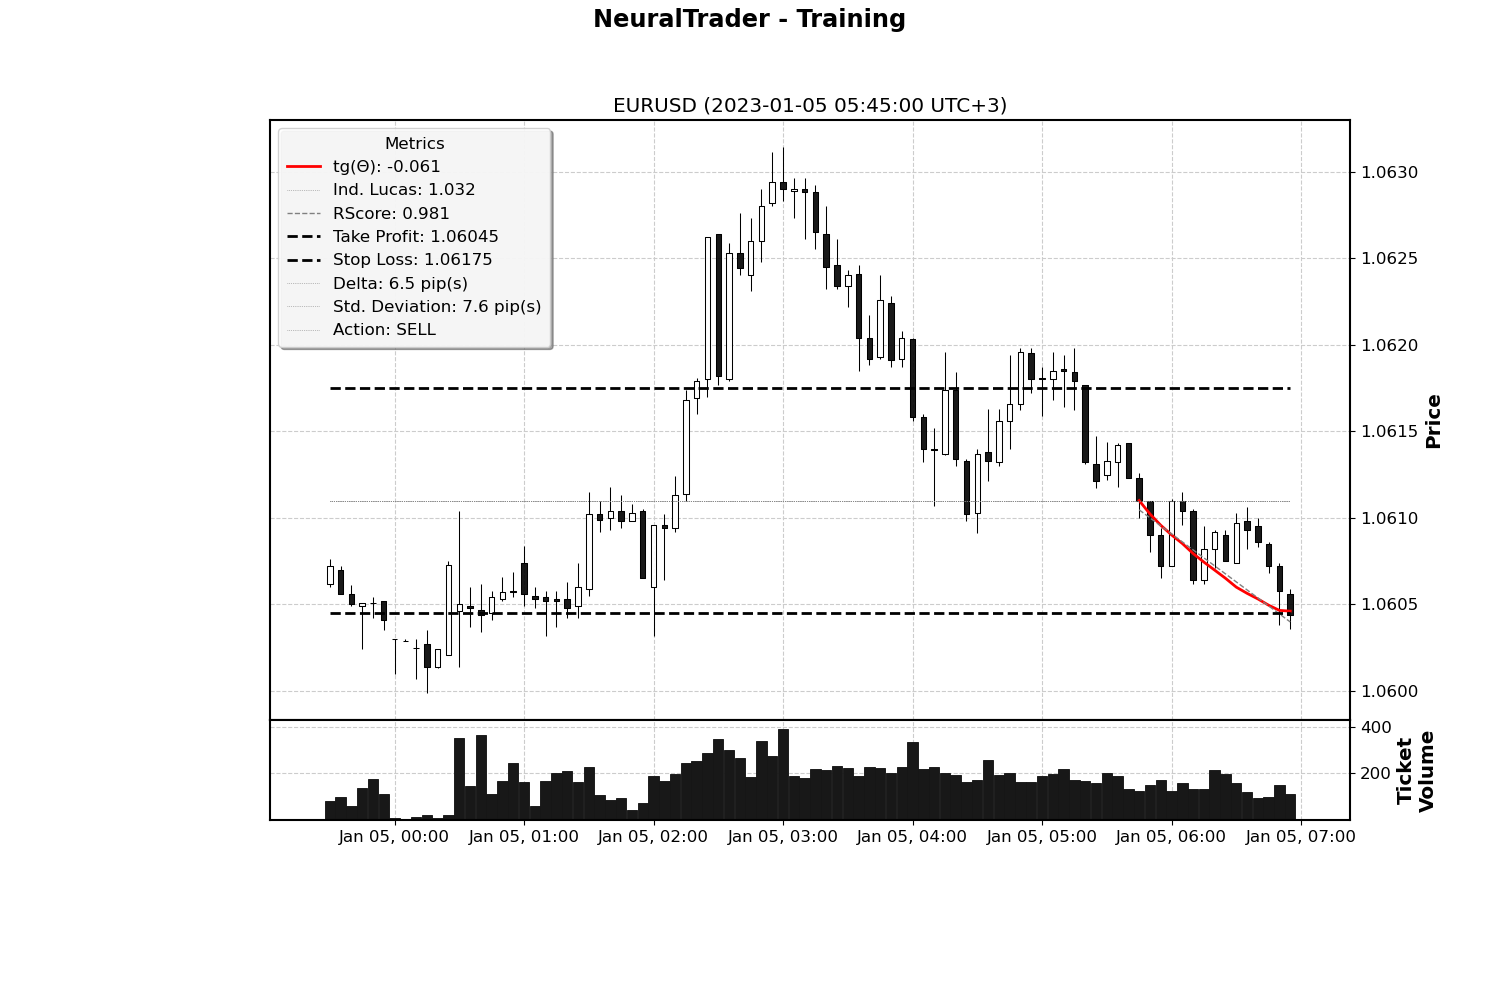 NeuralTrader - Training
EURUSD (2023-01-05 05:45:00 UTC+3)
Metrics
tg(Θ): -0.061
Ind. Lucas: 1.032
RScore: 0.981
Take Profit: 1.06045
Stop Loss: 1.06175
Delta: 6.5 pip(s)
Std. Deviation: 7.6 pip(s)
Action: SELL
1.0630
1.0625
1.0620
1.0615
1.0610
1.0605
1.0600
Price
400
200
Ticket
Volume
Jan 05, 00:00
Jan 05, 01:00
Jan 05, 02:00
Jan 05, 03:00
Jan 05, 04:00
Jan 05, 05:00
Jan 05, 06:00
Jan 05, 07:00